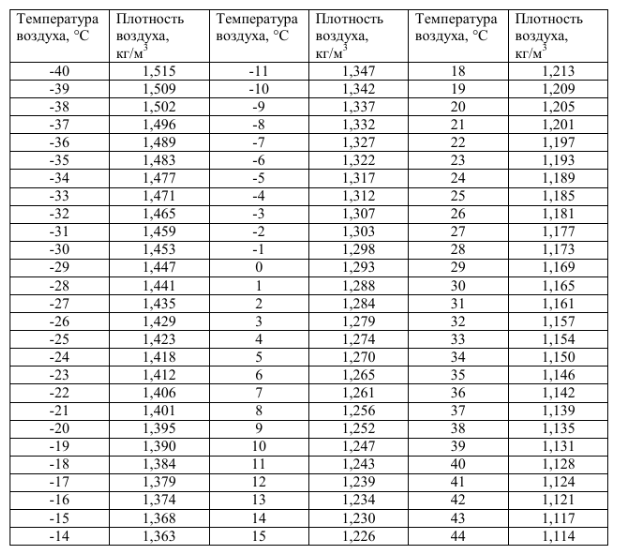 Температура воздуха, °С Плотность воздуха, кг/м³ Температура воздуха, °С Плотность воздуха, кг/м³ Температура воздуха, °С Плотность воздуха, кг/м³
-40 1,515 -11 1,347 18 1,213
-39 1,509 -10 1,342 19 1,209
-38 1,502 -9 1,337 20 1,205
-37 1,496 -8 1,332 21 1,201
-36 1,489 -7 1,327 22 1,197
-35 1,483 -6 1,322 23 1,193
-34 1,477 -5 1,317 24 1,189
-33 1,471 -4 1,312 25 1,185
-32 1,465 -3 1,307 26 1,181
-31 1,459 -2 1,303 27 1,177
-30 1,453 -1 1,298 28 1,173
-29 1,447 0 1,293 29 1,169
-28 1,441 1 1,288 30 1,165
-27 1,435 2 1,284 31 1,161
-26 1,429 3 1,279 32 1,157
-25 1,423 4 1,274 33 1,154
-24 1,418 5 1,270 34 1,150
-23 1,412 6 1,265 35 1,146
-22 1,406 7 1,261 36 1,142
-21 1,401 8 1,256 37 1,139
-20 1,395 9 1,252 38 1,135
-19 1,390 10 1,247 39 1,131
-18 1,384 11 1,243 40 1,128
-17 1,379 12 1,239 41 1,124
-16 1,374 13 1,234 42 1,121
-15 1,368 14 1,230 43 1,117
-14 1,363 15 1,226 44 1,114